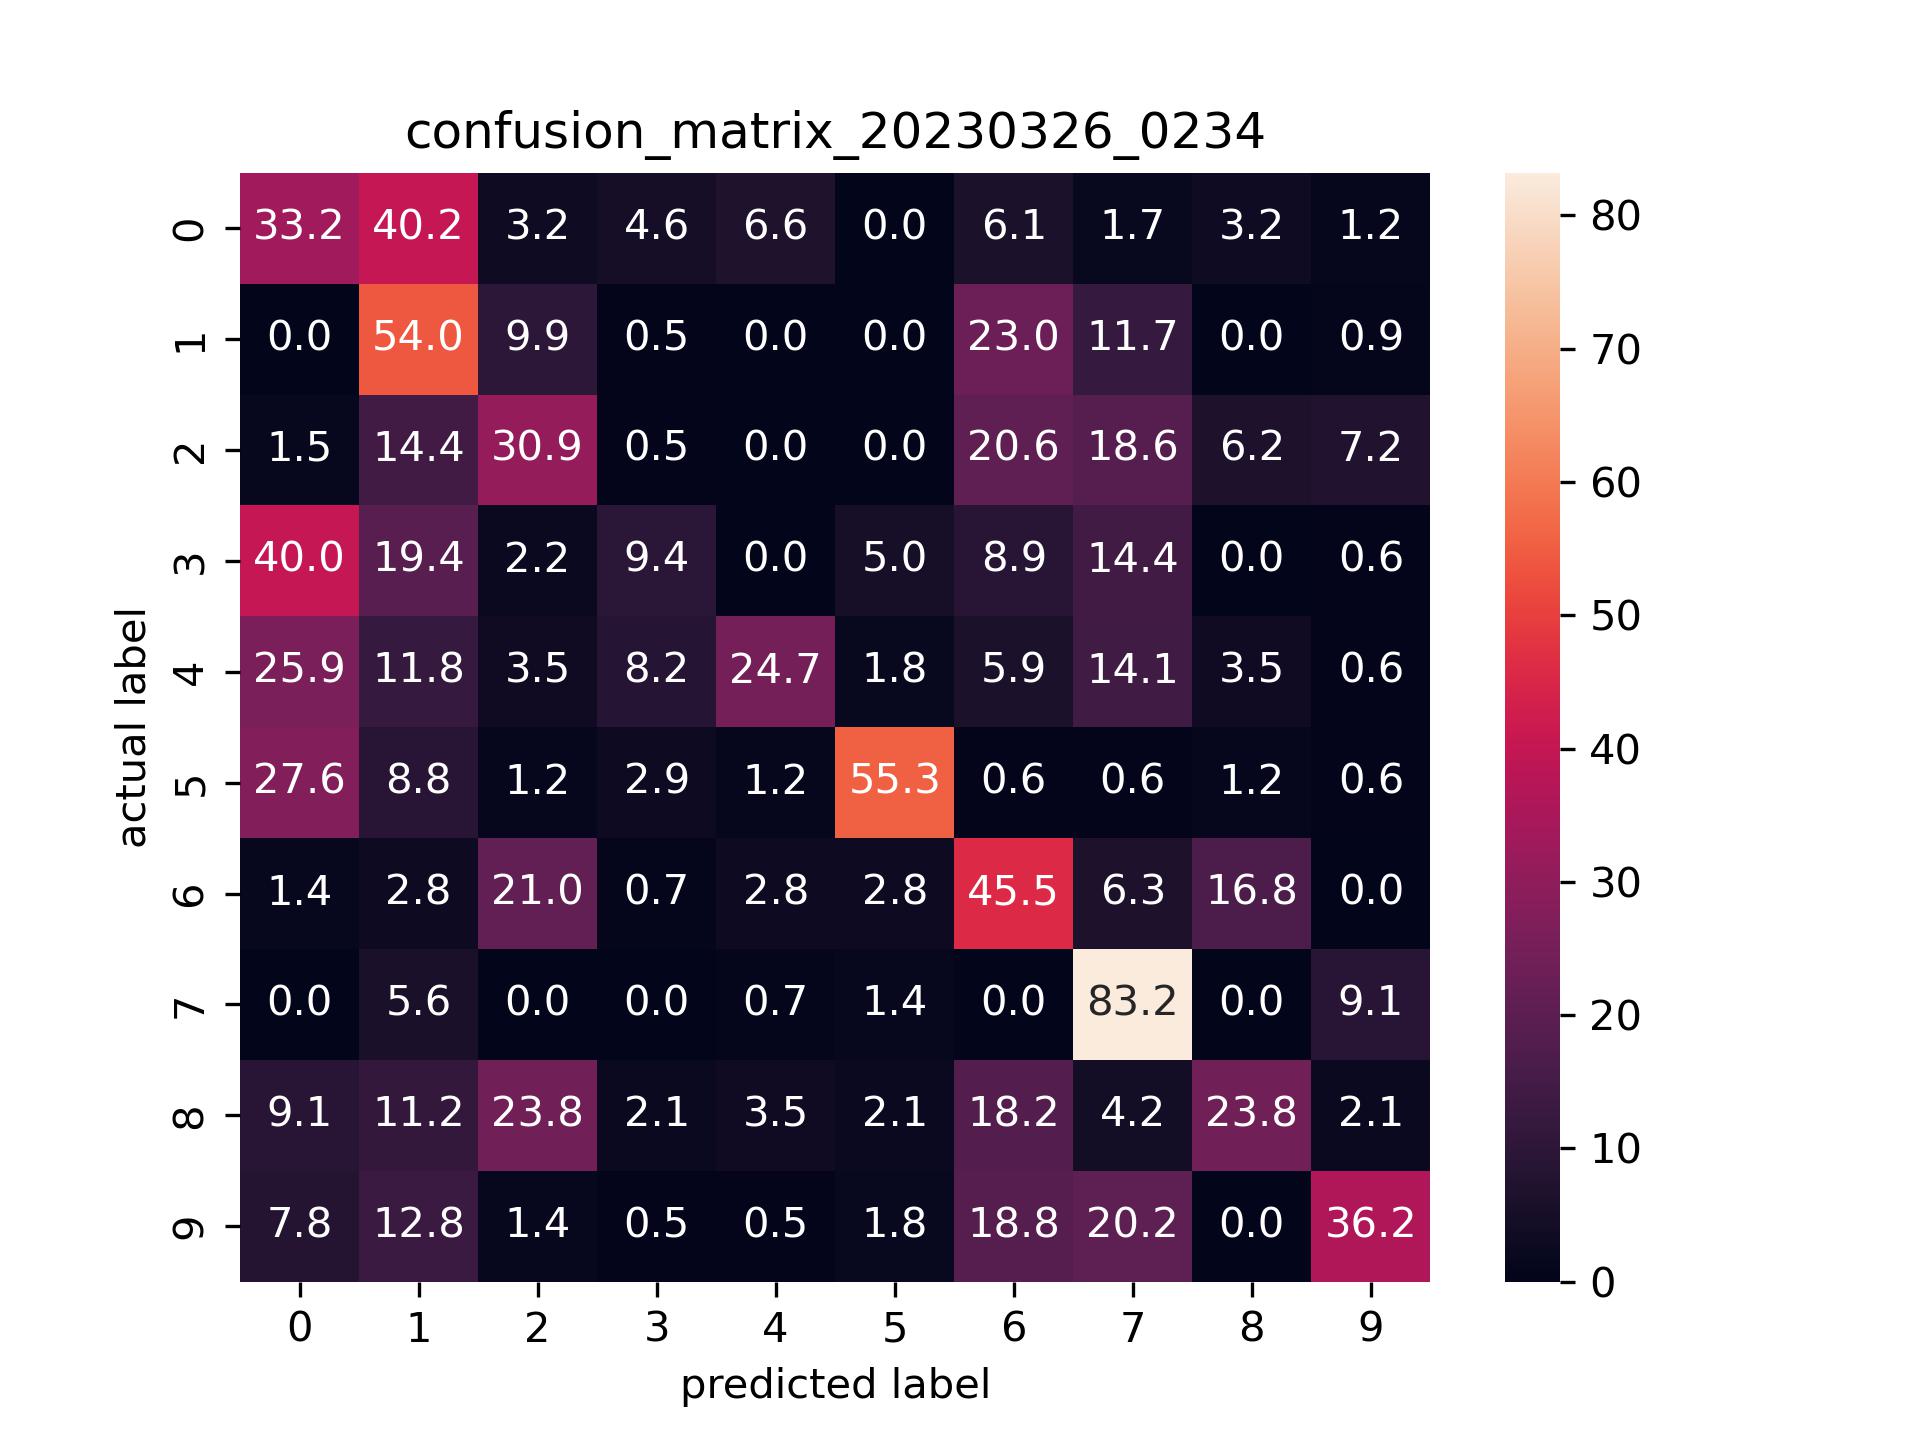 confusion_matrix_20230326_0234
0 33.2 40.2 3.2 4.6 6.6 0.0 6.1 1.7 3.2 1.2
1 0.0 54.0 9.9 0.5 0.0 0.0 23.0 11.7 0.0 0.9
2 1.5 14.4 30.9 0.5 0.0 0.0 20.6 18.6 6.2 7.2
3 40.0 19.4 2.2 9.4 0.0 5.0 8.9 14.4 0.0 0.6
4 25.9 11.8 3.5 8.2 24.7 1.8 5.9 14.1 3.5 0.6
5 27.6 8.8 1.2 2.9 1.2 55.3 0.6 0.6 1.2 0.6
6 1.4 2.8 21.0 0.7 2.8 2.8 45.5 6.3 16.8 0.0
7 0.0 5.6 0.0 0.0 0.7 1.4 0.0 83.2 0.0 9.1
8 9.1 11.2 23.8 2.1 3.5 2.1 18.2 4.2 23.8 2.1
9 7.8 12.8 1.4 0.5 0.5 1.8 18.8 20.2 0.0 36.2
0 1 2 3 4 5 6 7 8 9
predicted label
actual label
80
70
60
50
40
30
20
10
0